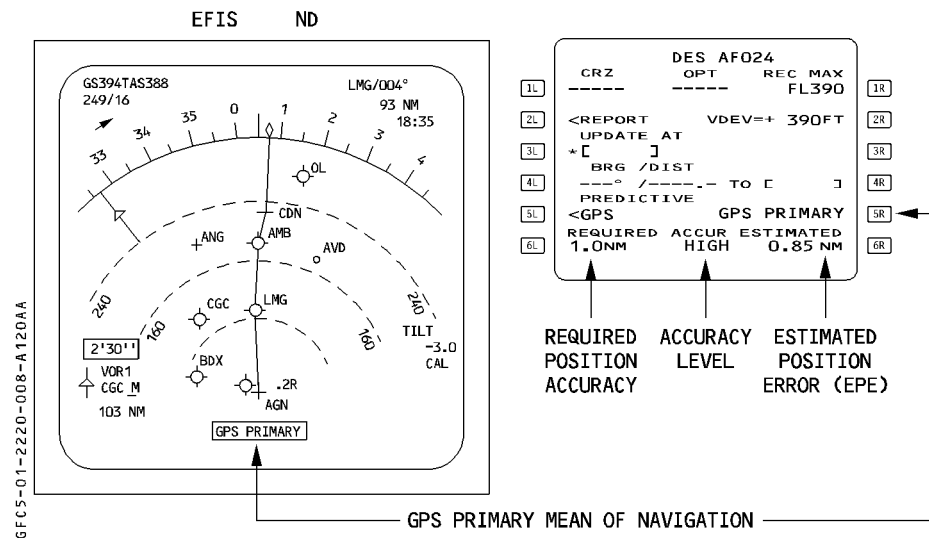 EFIS ND
GS394TAS388
249/16
LMG/004°
93 NM
18:35
33
34
35
0
1
2
3
4
OL
CDN
AMB
ANG
AVD
240
160
CGC
LMG
160
240
TILT
-3.0
CAL
2'30''
VOR1
CGC M
103 NM
BDX
.2R
AGN
GPS PRIMARY
DES AFO24
CRZ OPT REC MAX
1L ----- ----- FL390 1R
2L <REPORT VDEV=+ 390FT 2R
UPDATE AT
3L *[ ] 3R
BRG /DIST
4L ---° /----.- TO [ ] 4R
PREDICTIVE
5L <GPS GPS PRIMARY 5R
REQUIRED ACCUR ESTIMATED
6L 1.0NM HIGH 0.85 NM 6R
REQUIRED
POSITION
ACCURACY
ACCURACY
LEVEL
ESTIMATED
POSITION
ERROR (EPE)
GPS PRIMARY MEAN OF NAVIGATION
GFC5-01-2220-008-A120AA